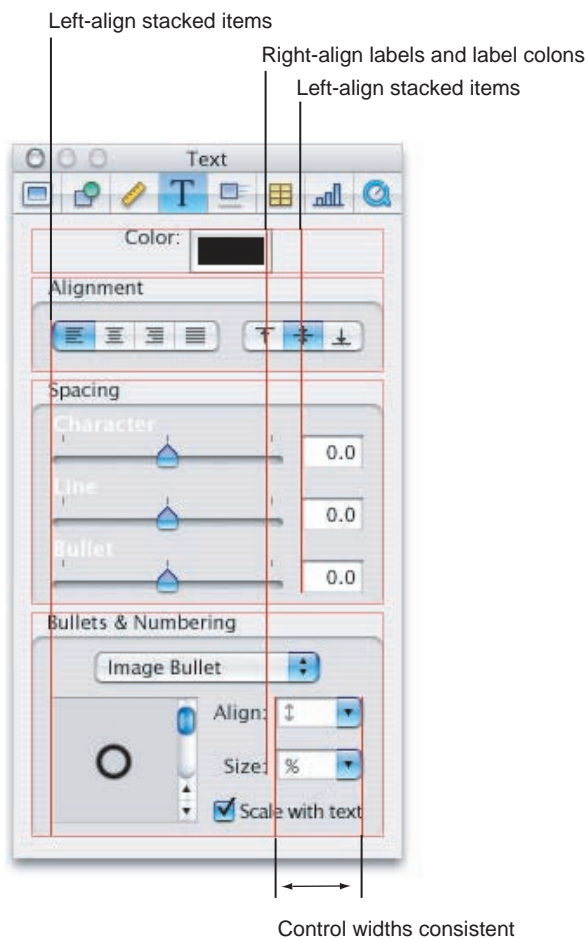 Left-align stacked items
Right-align labels and label colons
Left-align stacked items
Text
T
Color:
Alignment
Spacing
Character
0.0
Line
0.0
Bullet
0.0
Bullets & Numbering
Image Bullet
Align:
Size: %
Scale with text
Control widths consistent